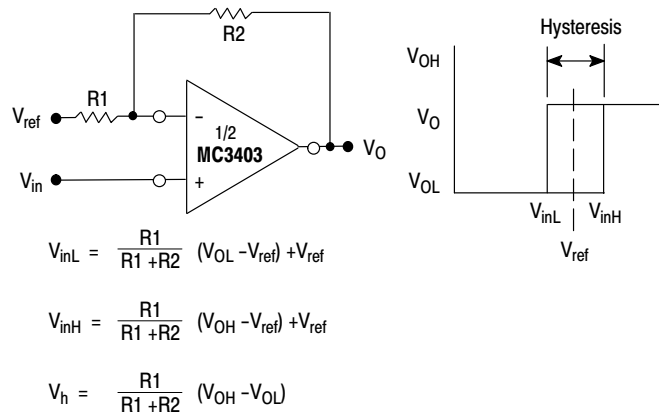 R2
Hysteresis
R1
Vref
Vin
-
+
1/2
MC3403
VO
VOH
VO
VOL
VinL
VinH
Vref
VinL = R1 / R1 +R2 (VOL -Vref) +Vref
VinH = R1 / R1 +R2 (VOH -Vref) +Vref
Vh = R1 / R1 +R2 (VOH -VOL)